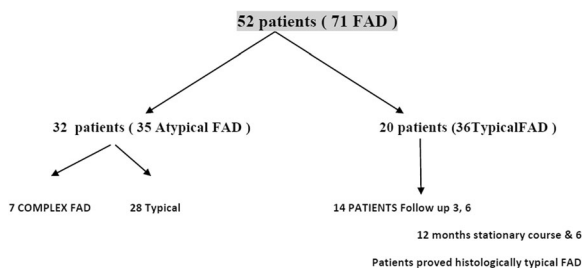 52 patients ( 71 FAD )
32 patients ( 35 Atypical FAD )
20 patients (36TypicalFAD )
7 COMPLEX FAD
28 Typical
14 PATIENTS Follow up 3, 6
12 months stationary course & 6
Patients proved histologically typical FAD